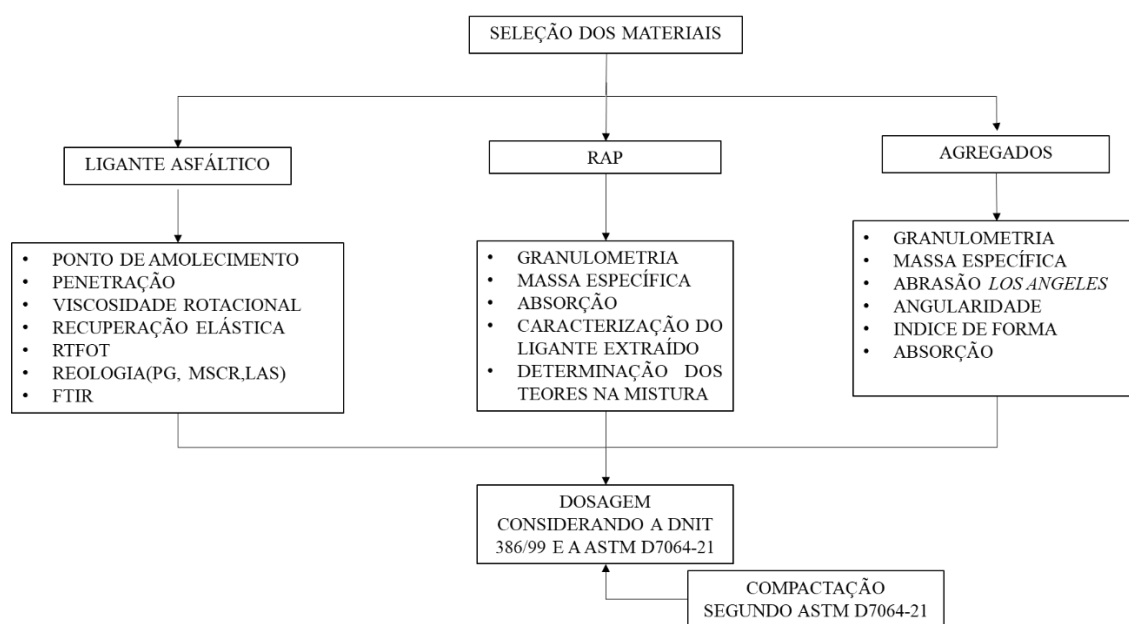 SELEÇÃO DOS MATERIAIS
LIGANTE ASFÁLTICO
RAP
AGREGADOS
• PONTO DE AMOLECIMENTO
• PENETRAÇÃO
• VISCOSIDADE ROTACIONAL
• RECUPERAÇÃO ELÁSTICA
• RTFOT
• REOLOGIA(PG, MSCR,LAS)
• FTIR
• GRANULOMETRIA
• MASSA ESPECÍFICA
• ABSORÇÃO
• CARACTERIZAÇÃO DO
LIGANTE EXTRAÍDO
• DETERMINAÇÃO DOS
TEORES NA MISTURA
• GRANULOMETRIA
• MASSA ESPECÍFICA
• ABRASÃO LOS ANGELES
• ANGULARIDADE
• INDICE DE FORMA
• ABSORÇÃO
DOSAGEM
CONSIDERANDO A DNIT
386/99 E A ASTM D7064-21
COMPACTAÇÃO
SEGUNDO ASTM D7064-21